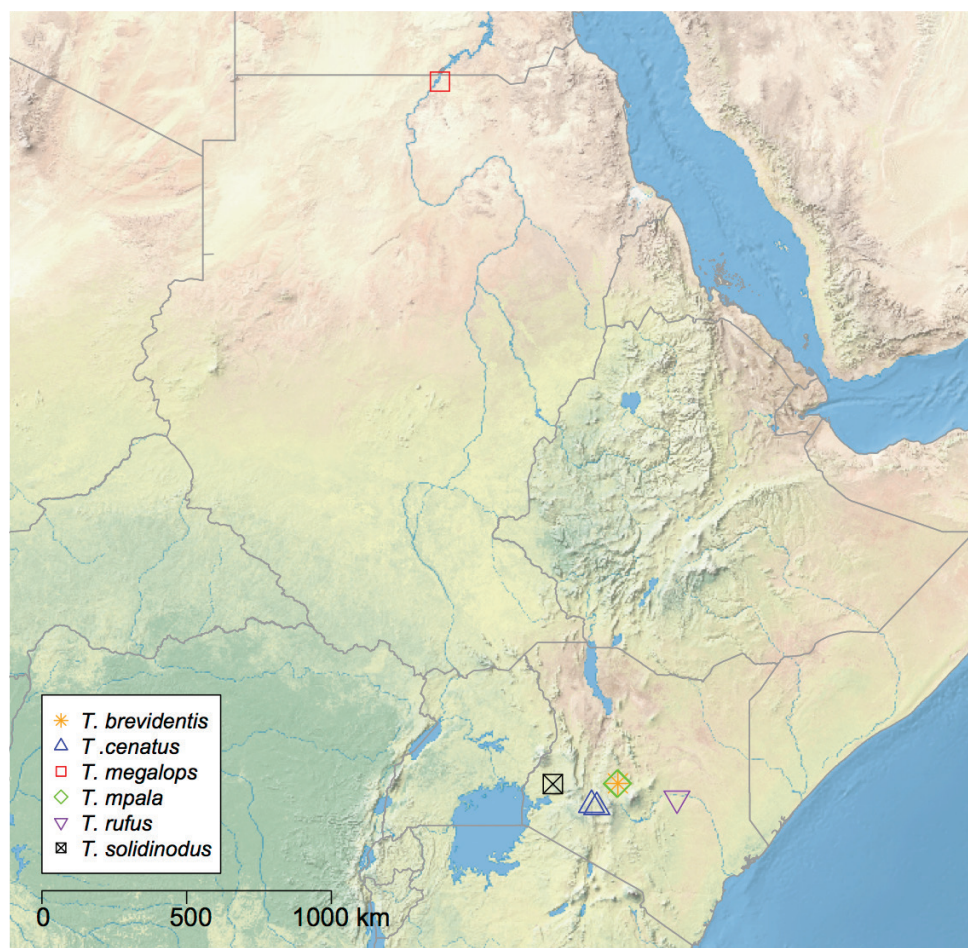 T. brevidentis
T .cenatus
T. megalops
T. mpala
T. rufus
T. solidinodus
0 500 1000 km